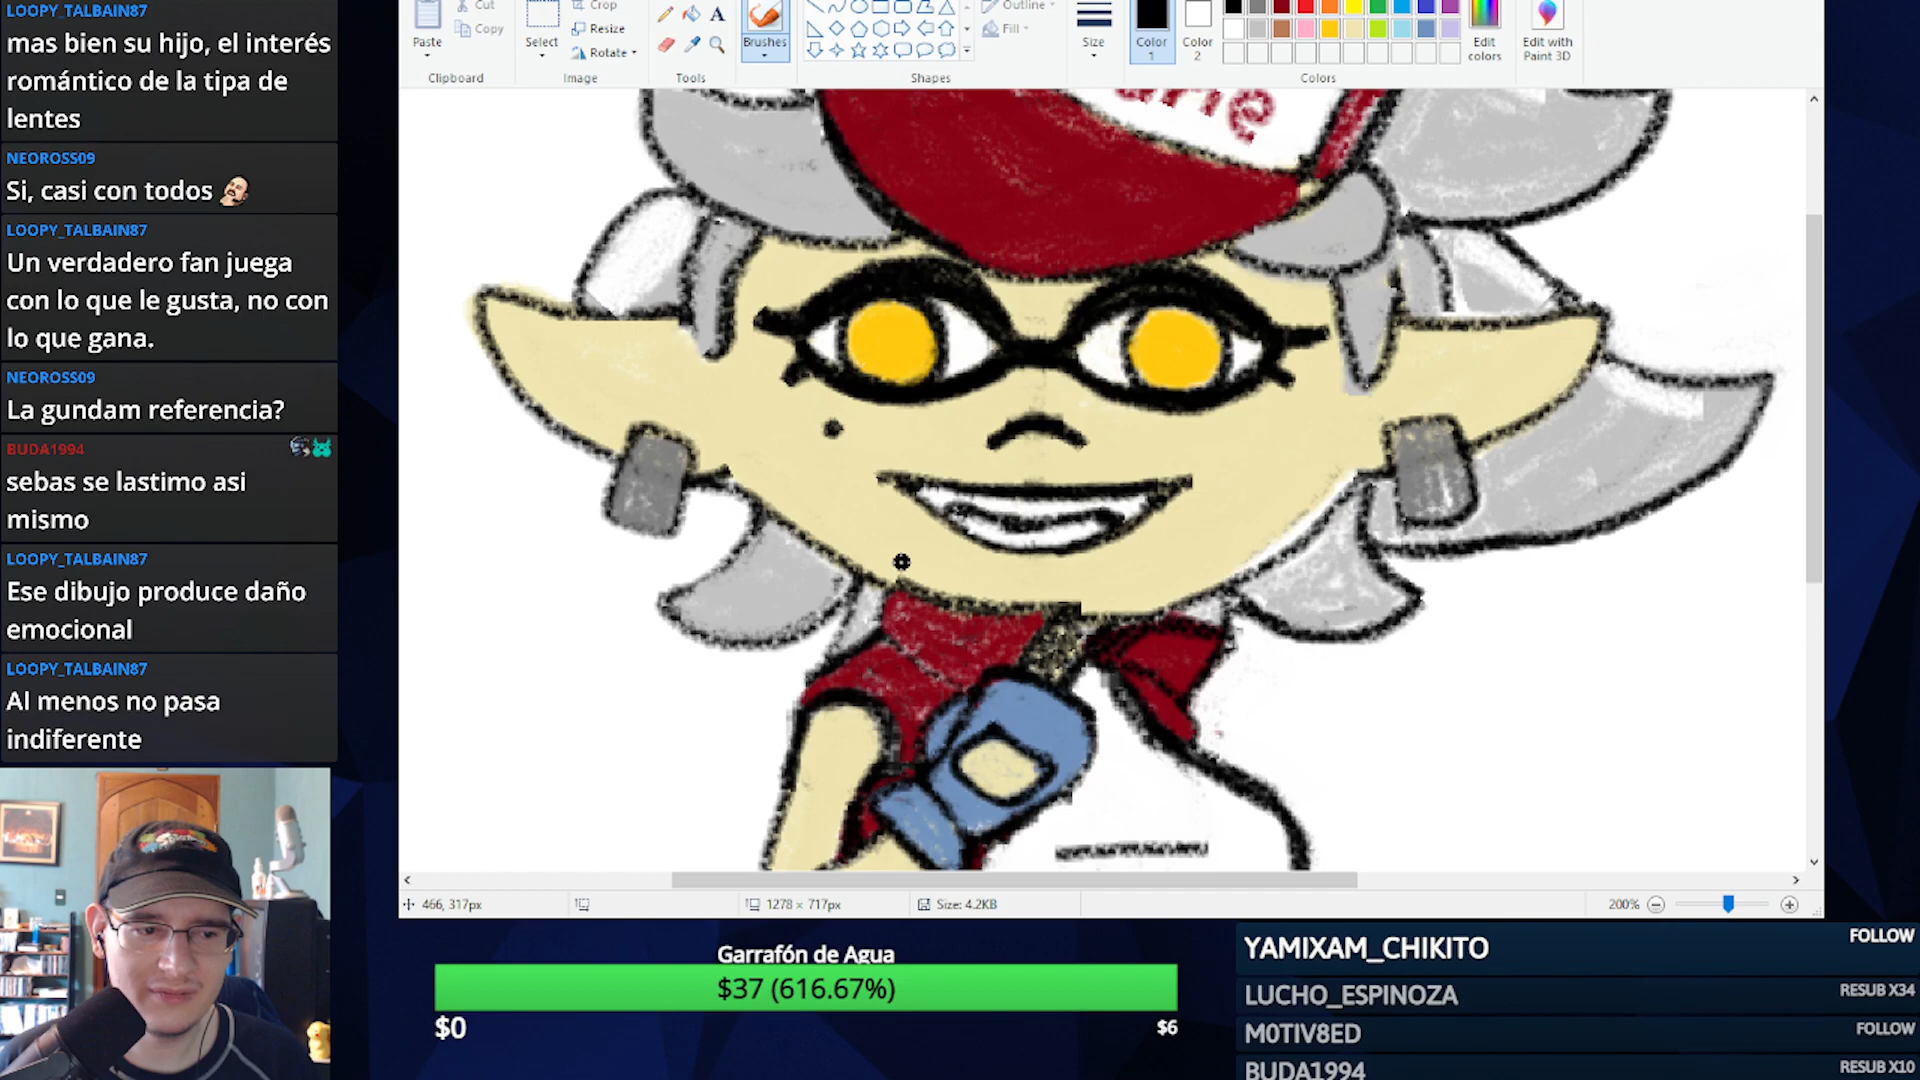 LOOPY_TALBAIN87
mas bien su hijo, el interés
romántico de la tipa de
lentes
NEOROSS09
Si, casi con todos
LOOPY_TALBAIN87
Un verdadero fan juega
con lo que le gusta, no con
lo que gana.
NEOROSS09
La gundam referencia?
BUDA1994
sebas se lastimo asi
mismo
LOOPY_TALBAIN87
Ese dibujo produce daño
emocional
LOOPY_TALBAIN87
Al menos no pasa
indiferente
Cut
Copy
Paste
Clipboard
Crop
Resize
Rotate
Select
Image
A
Tools
Brushes
Outline
Fill
Shapes
Size
Color
1
Color
2
Edit
colors
Colors
Edit with
Paint 3D
466, 317px
1278 × 717px
Size: 4.2KB
200%
Garrafón de Agua
$37 (616.67%)
$0
$6
YAMIXAM_CHIKITO FOLLOW
LUCHO_ESPINOZA RESUB X34
M0TIV8ED FOLLOW
BUDA1994 RESUB X10